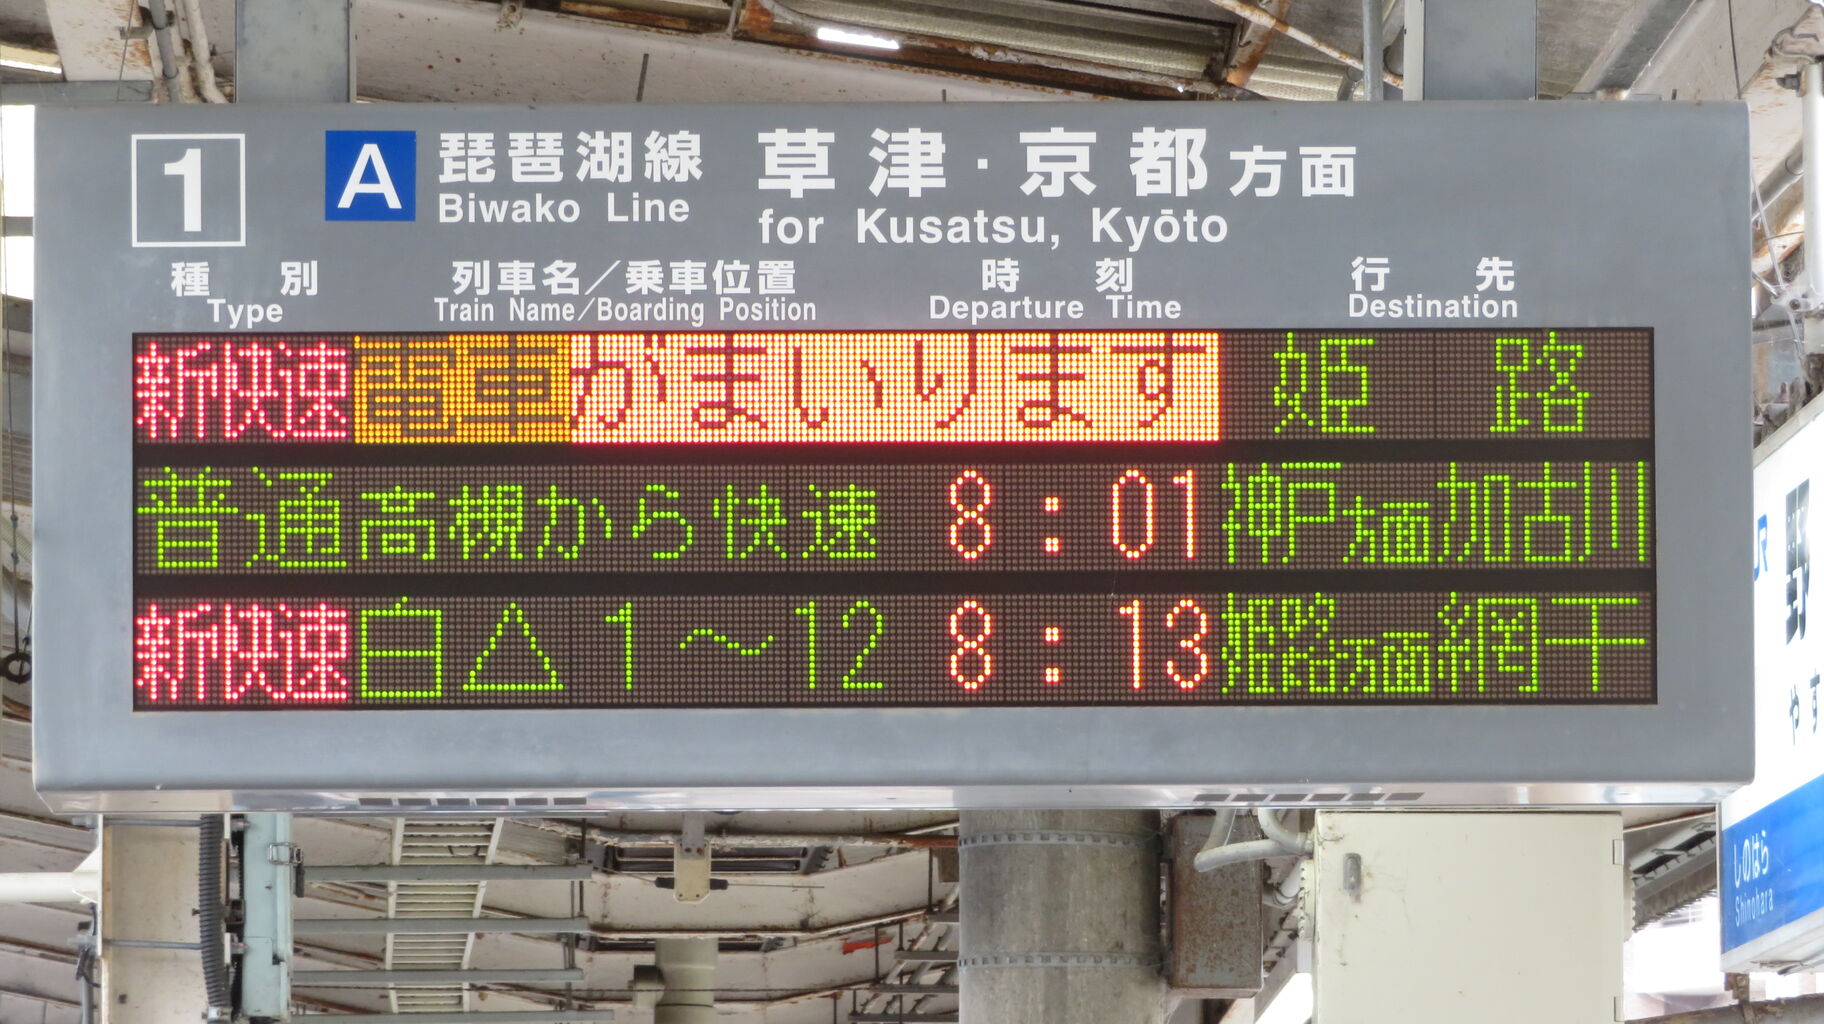 1 A 琵琶湖線 草津・京都方面
Biwako Line for Kusatsu, Kyōto
種別 列車名／乗車位置 時刻 行先
Type Train Name／Boarding Position Departure Time Destination
新快速 電車がまいります 姫路
普通 高槻から快速 8:01 神戸方面加古川
新快速 白△1～12 8:13 姫路方面網干
JR
野
やす
しのはら
Shinohara